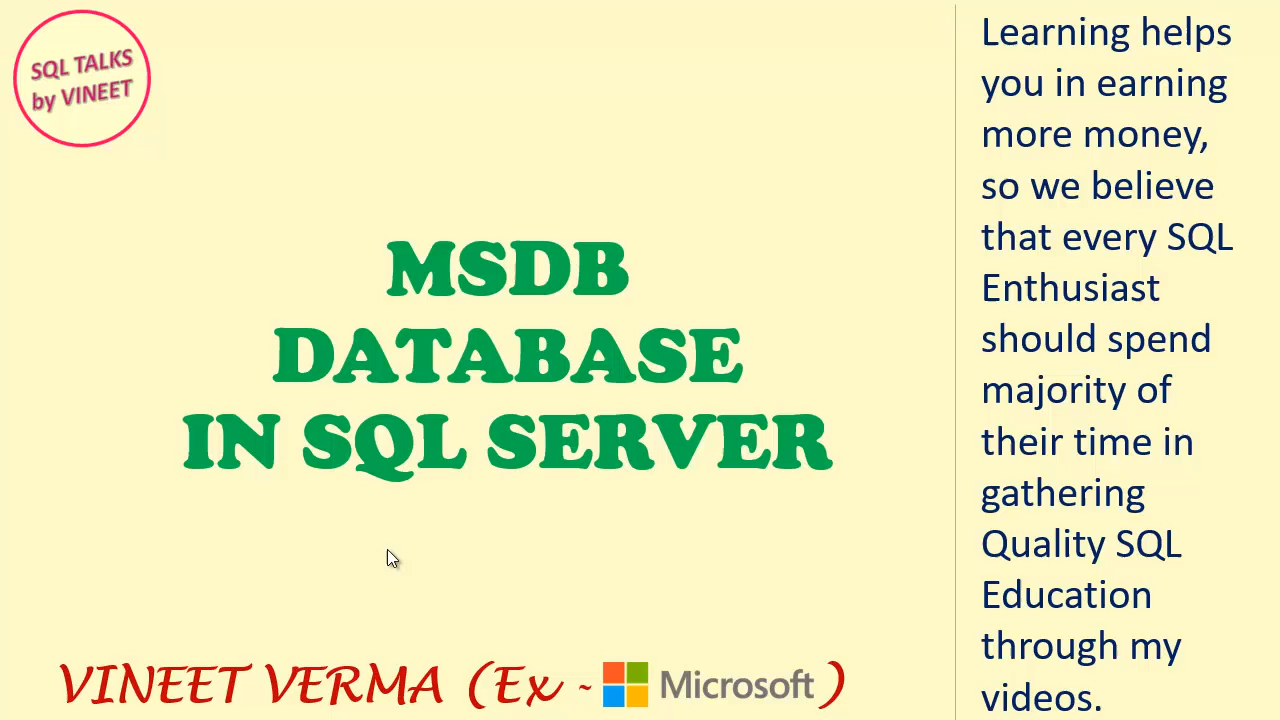 SQL TALKS
by VINEET
MSDB
DATABASE
IN SQL SERVER
VINEET VERMA (Ex - Microsoft)
Learning helps
you in earning
more money,
so we believe
that every SQL
Enthusiast
should spend
majority of
their time in
gathering
Quality SQL
Education
through my
videos.